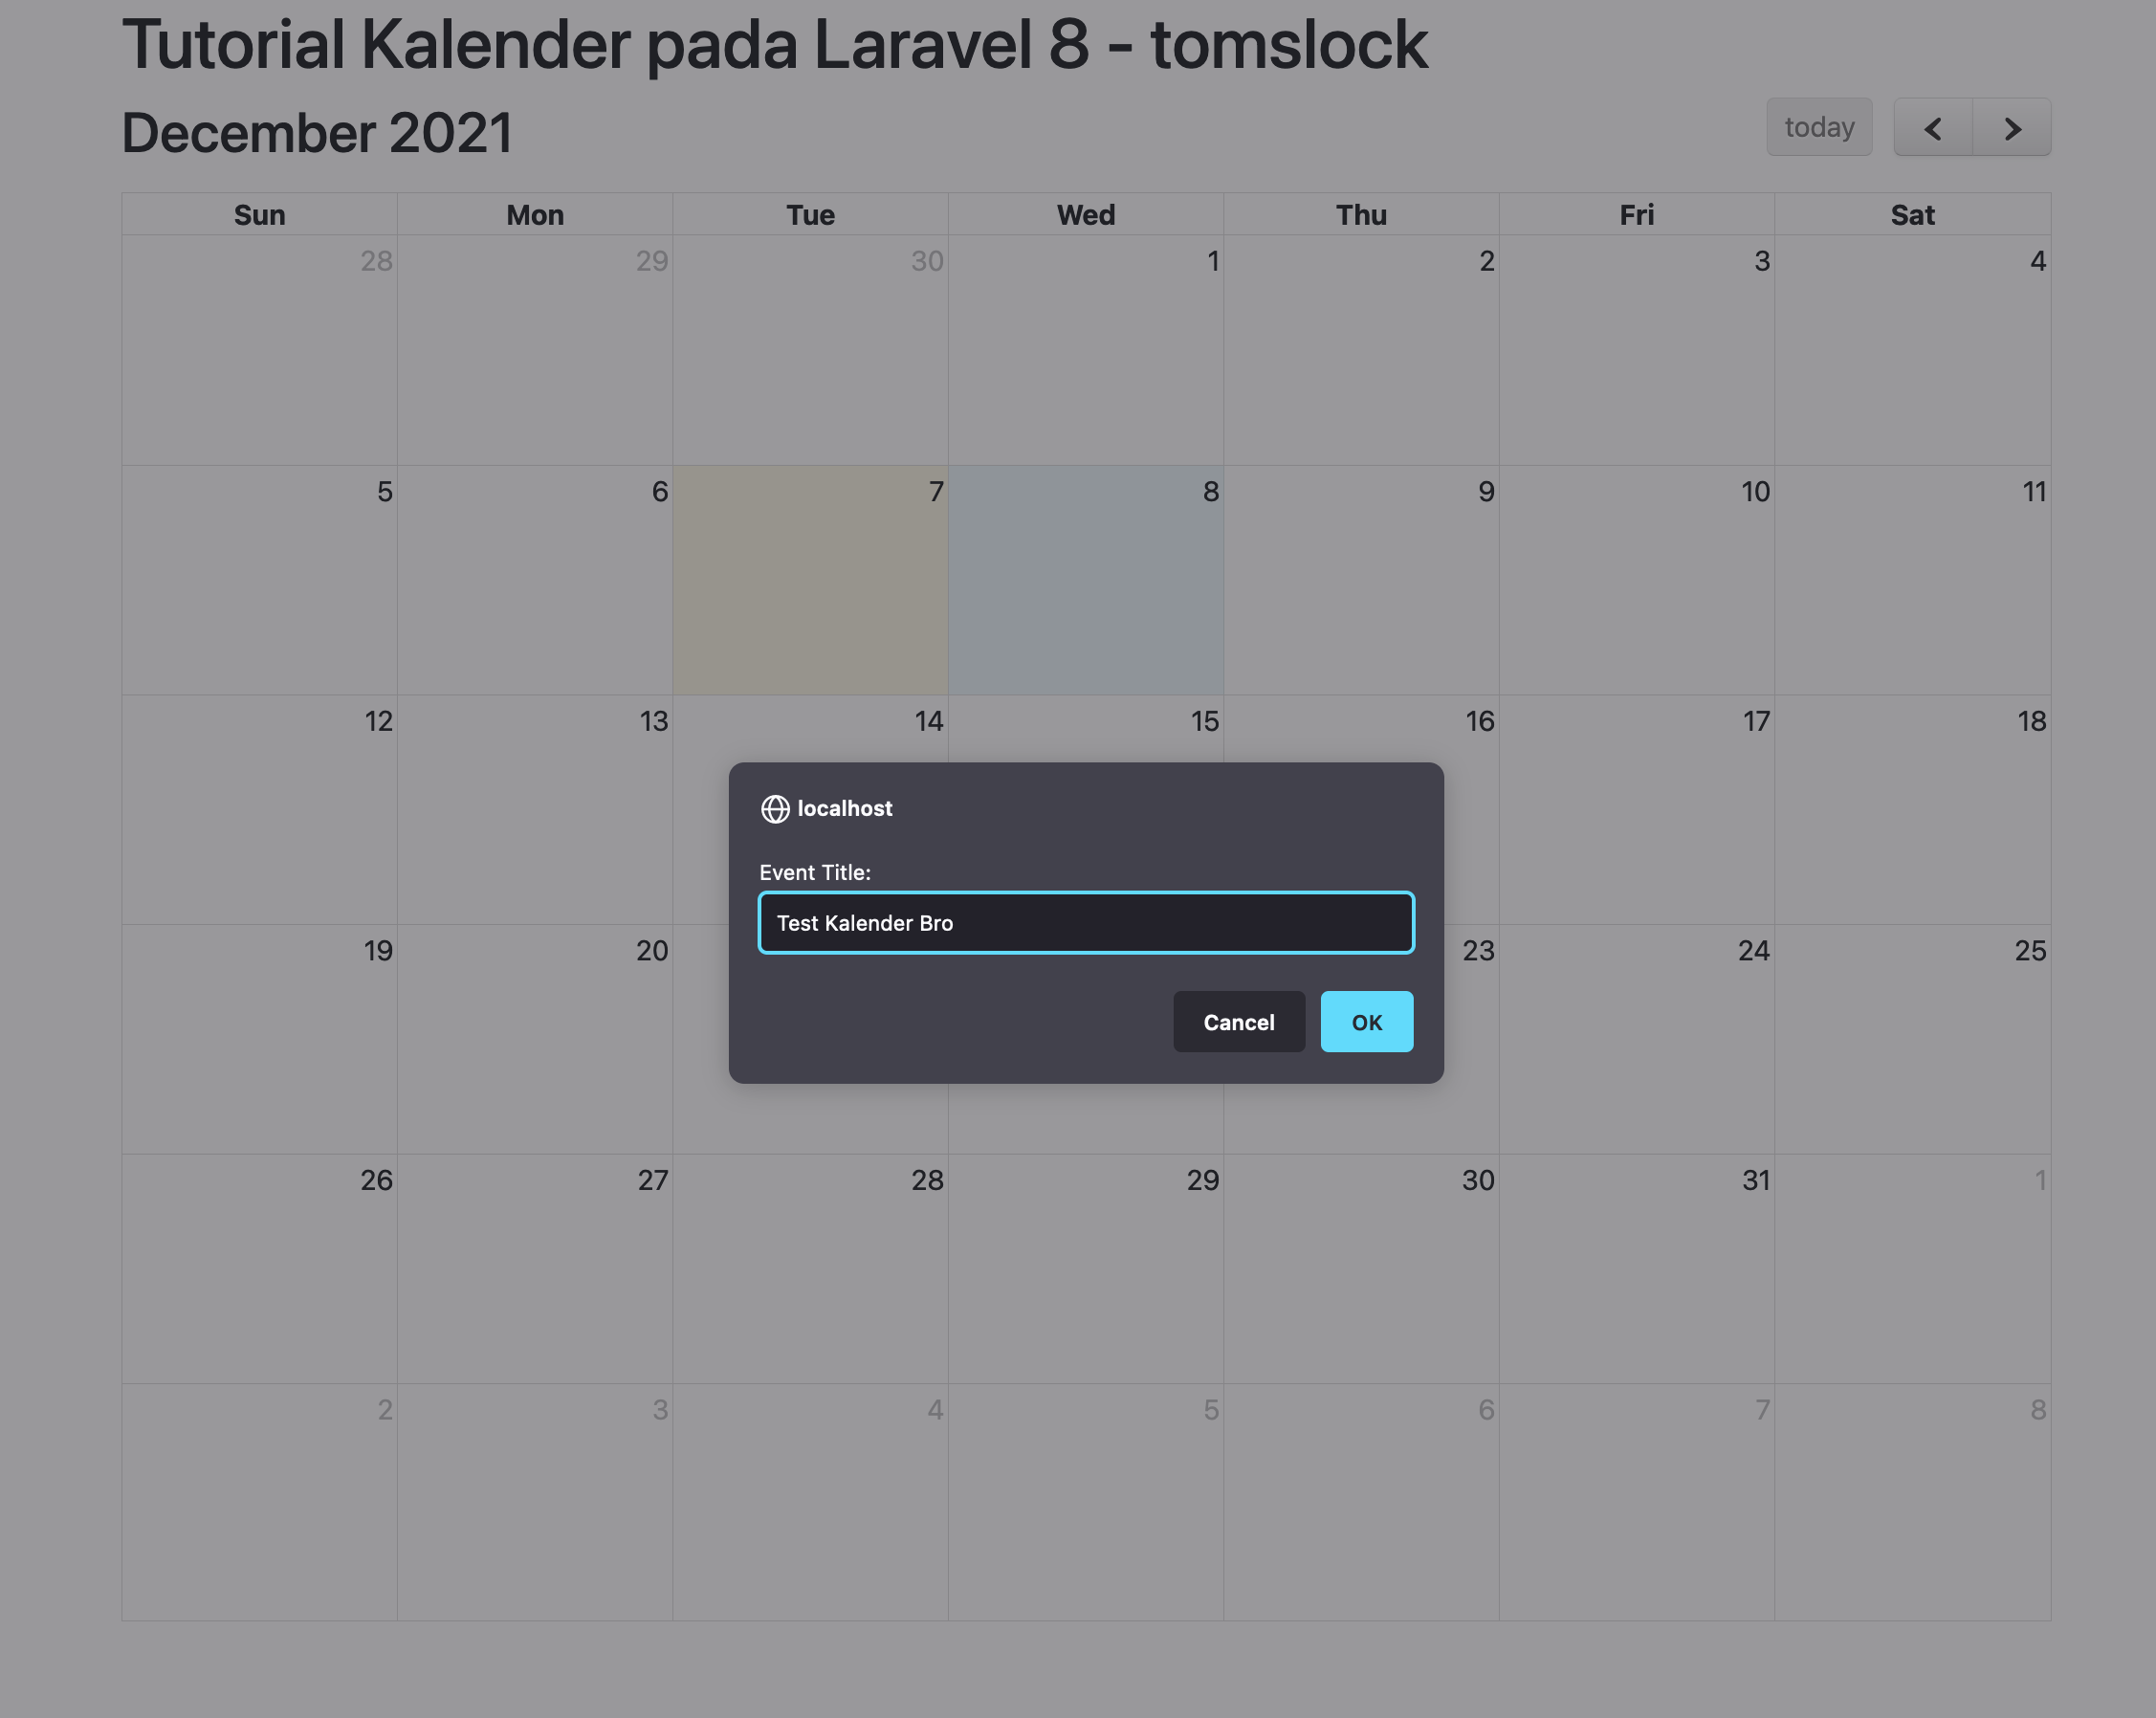 Tutorial Kalender pada Laravel 8 - tomslock
December 2021
today
Sun Mon Tue Wed Thu Fri Sat
28 29 30 1 2 3 4
5 6 7 8 9 10 11
12 13 14 15 16 17 18
localhost
Event Title:
Test Kalender Bro
19 20 23 24 25
Cancel OK
26 27 28 29 30 31 1
2 3 4 5 6 7 8